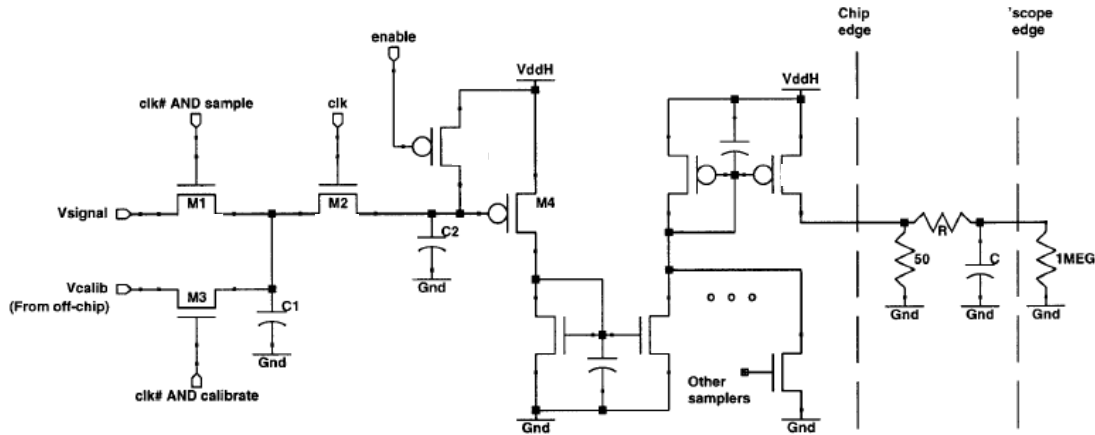 Chip
edge
'scope
edge
enable
VddH
VddH
clk# AND sample
clk
M1
M2
M4
Vsignal
C2
R
50
C
1MEG
Vcalib
(From off-chip)
M3
C1
Gnd
Gnd
Gnd
Gnd
Gnd
Gnd
clk# AND calibrate
Other
samplers
Gnd
Gnd